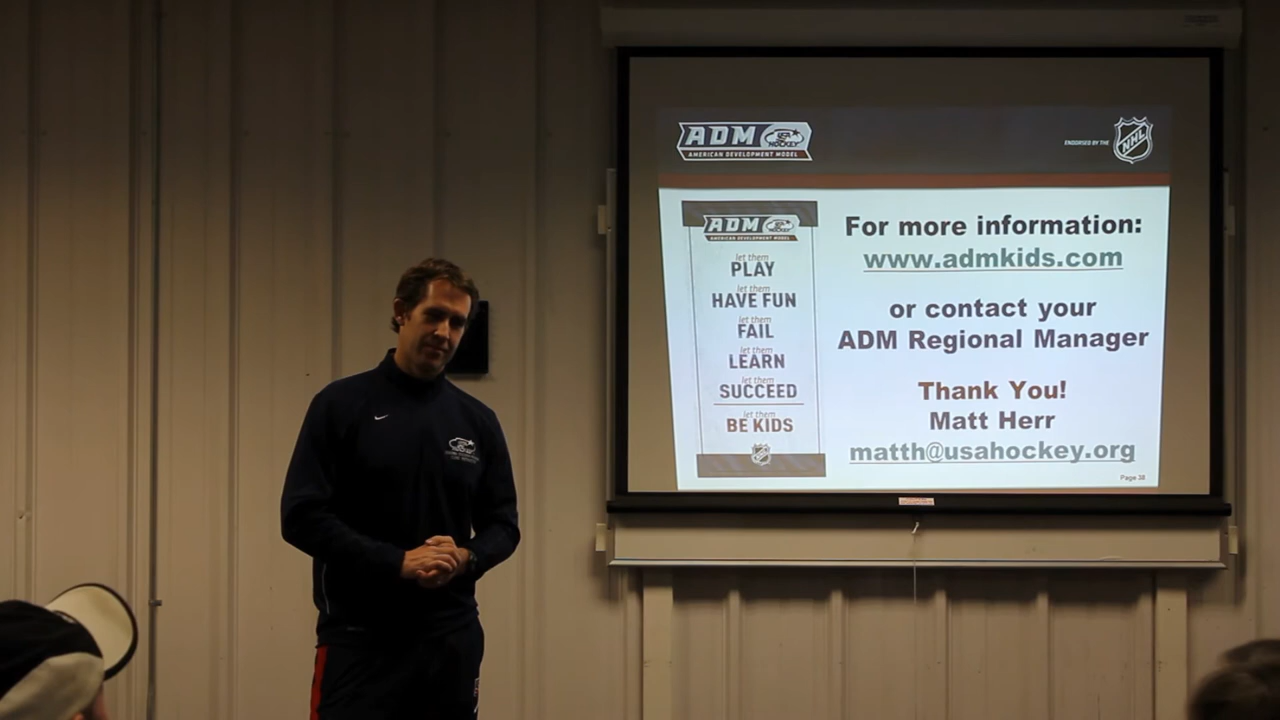 ADM USA HOCKEY
AMERICAN DEVELOPMENT MODEL
ENDORSED BY THE NHL
ADM
AMERICAN DEVELOPMENT MODEL
let them
PLAY
let them
HAVE FUN
let them
FAIL
let them
LEARN
let them
SUCCEED
let them
BE KIDS
For more information:
www.admkids.com
or contact your
ADM Regional Manager
Thank You!
Matt Herr
matth@usahockey.org
Page 38